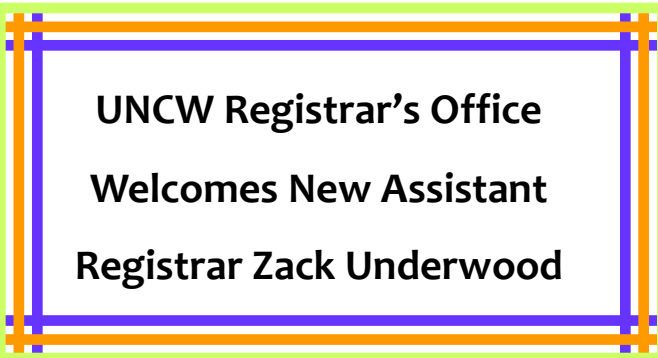 UNCW Registrar’s Office
Welcomes New Assistant
Registrar Zack Underwood